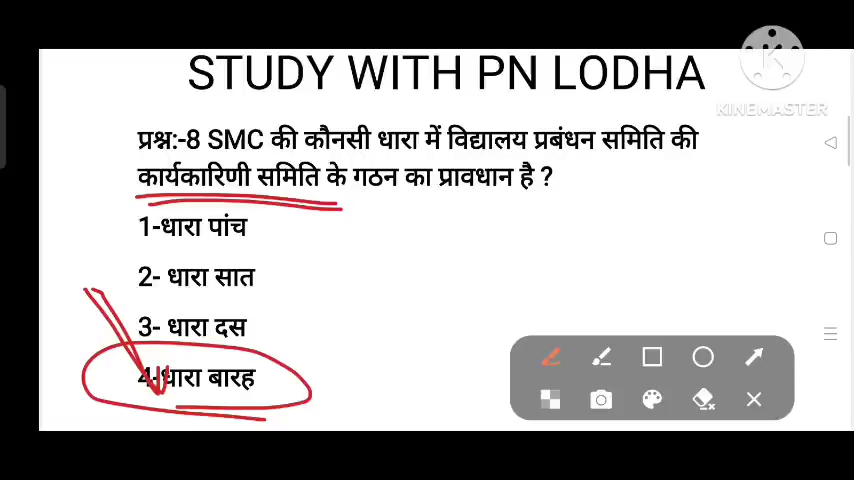 STUDY WITH PN LODHA
KINEMASTER
प्रश्न:-8 SMC की कौनसी धारा में विद्यालय प्रबंधन समिति की
कार्यकारिणी समिति के गठन का प्रावधान है ?
1-धारा पांच
2- धारा सात
3- धारा दस
4-धारा बारह